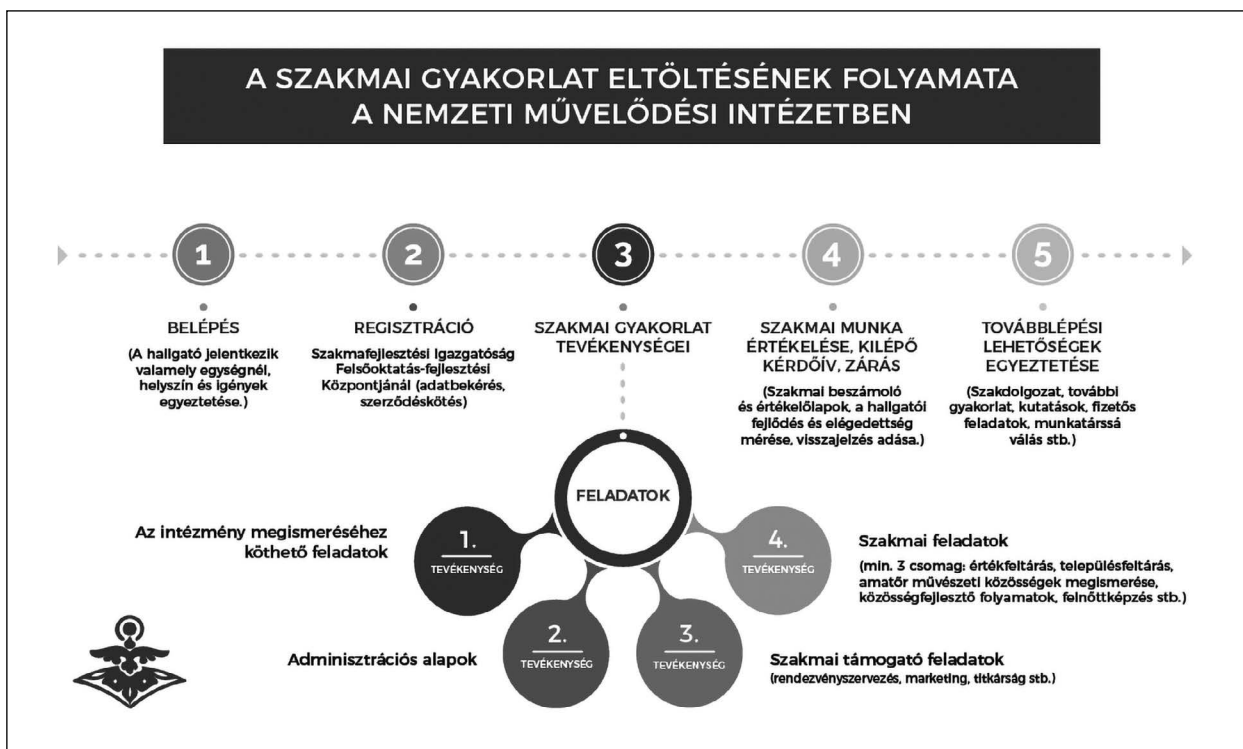 A SZAKMAI GYAKORLAT ELTÖLTÉSÉNEK FOLYAMATA
A NEMZETI MŰVELŐDÉSI INTÉZETBEN
1
BELÉPÉS
(A hallgató jelentkezik
valamely egységnél,
helyszín és igények
egyeztetése.)
2
REGISZTRÁCIÓ
Szakmafejlesztési Igazgatóság
Felsőoktatás-fejlesztési
Központjánál (adatbekérés,
szerződéskötés)
3
SZAKMAI GYAKORLAT
TEVÉKENYSÉGEI
4
SZAKMAI MUNKA
ÉRTÉKELÉSE, KILÉPŐ
KÉRDŐÍV, ZÁRÁS
(Szakmai beszámoló
és értékelőlapok, a hallgatói
fejlődés és elégedettség
mérése, visszajelzés adása.)
5
TOVÁBBLÉPÉSI
LEHETŐSÉGEK
EGYEZTETÉSE
(Szakdolgozat, további
gyakorlat, kutatások, fizetős
feladatok, munkatárssá
válás stb.)
FELADATOK
Az intézmény megismeréséhez
köthető feladatok
1.
TEVÉKENYSÉG
Adminisztrációs alapok
2.
TEVÉKENYSÉG
3.
TEVÉKENYSÉG
Szakmai támogató feladatok
(rendezvényszervezés, marketing, titkárság stb.)
4.
TEVÉKENYSÉG
Szakmai feladatok
(min. 3 csomag: értékfeltárás, településfeltárás,
amatőr művészeti közösségek megismerése,
közösségfejlesztő folyamatok, felnőttképzés stb.)